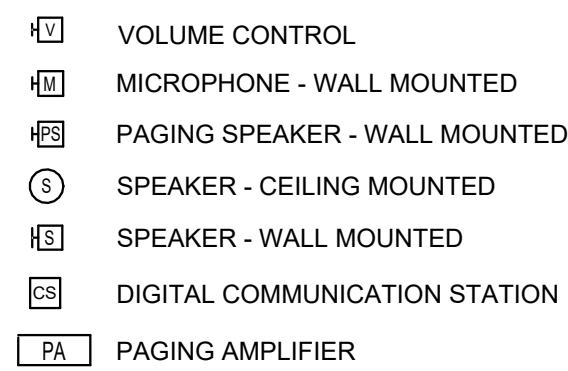 V VOLUME CONTROL
M MICROPHONE - WALL MOUNTED
PS PAGING SPEAKER - WALL MOUNTED
S SPEAKER - CEILING MOUNTED
S SPEAKER - WALL MOUNTED
CS DIGITAL COMMUNICATION STATION
PA PAGING AMPLIFIER